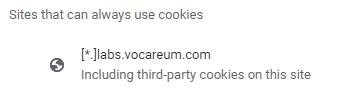 Sites that can always use cookies
[*.]labs.vocareum.com
Including third-party cookies on this site